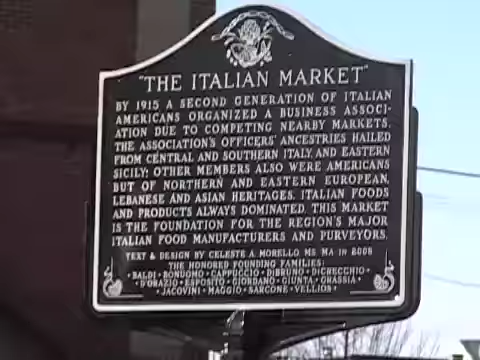 "THE ITALIAN MARKET"
BY 1915 A SECOND GENERATION OF ITALIAN
AMERICANS ORGANIZED A BUSINESS ASSOCI-
ATION DUE TO COMPETING NEARBY MARKETS.
THE ASSOCIATION'S OFFICERS' ANCESTRIES HAILED
FROM CENTRAL AND SOUTHERN ITALY, AND EASTERN
SICILY; OTHER MEMBERS ALSO WERE AMERICANS
BUT OF NORTHERN AND EASTERN EUROPEAN,
LEBANESE AND ASIAN HERITAGES. ITALIAN FOODS
AND PRODUCTS ALWAYS DOMINATED. THIS MARKET
IS THE FOUNDATION FOR THE REGION'S MAJOR
ITALIAN FOOD MANUFACTURERS AND PURVEYORS.
TEXT & DESIGN BY CELESTE A. MORELLO, MS, MA IN 2008
THE HONORED FOUNDING FAMILIES:
• BALDI • BONUOMO • CAPPUCCIO • DIBRUNO • DIGRECCHIO •
• D'ORAZIO • ESPOSITO • GIORDANO • GIUNTA • GRASSIA •
• JACOVINI • MAGGIO • SARCONE • VELLIOS •